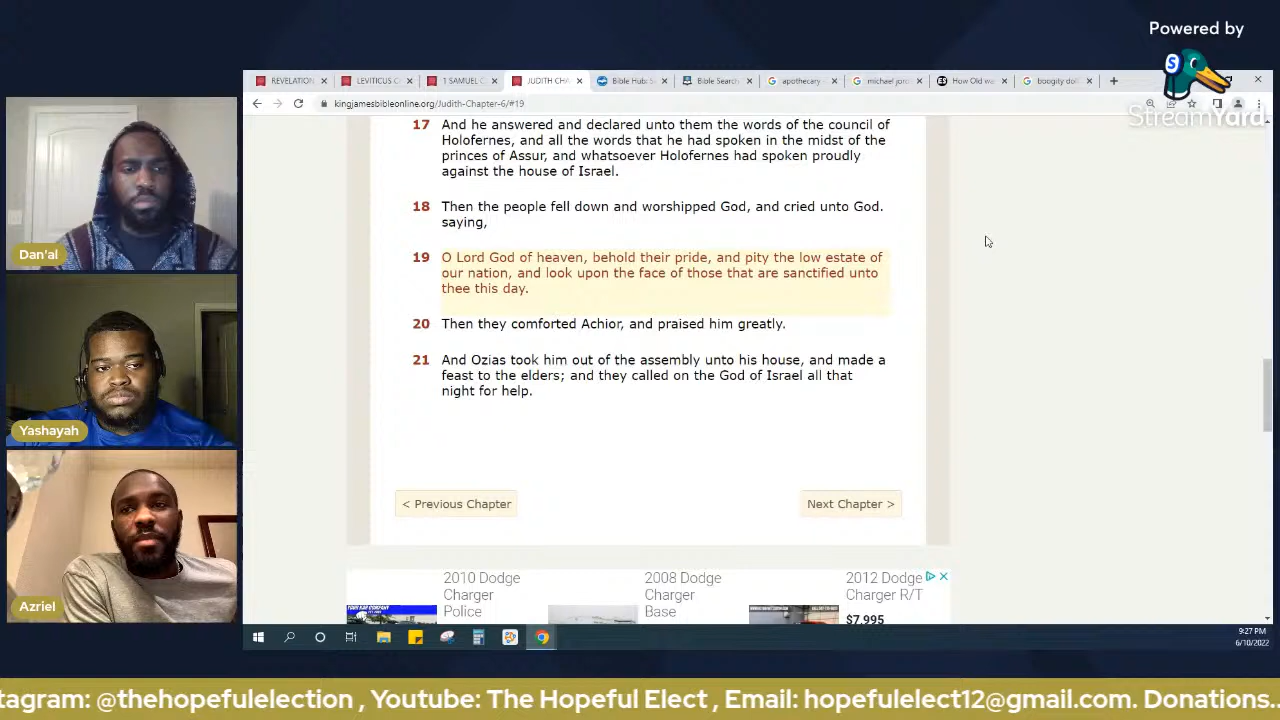 Powered by
StreamYard
REVELATION
LEVITICUS C
1 SAMUEL C
JUDITH CHA
Bible Hub: S
Bible Search
apothecary
michael jor
How Old wa
boogity do
kingjamesbibleonline.org/Judith-Chapter-6/#19
17 And he answered and declared unto them the words of the council of
Holofernes, and all the words that he had spoken in the midst of the
princes of Assur, and whatsoever Holofernes had spoken proudly
against the house of Israel.
18 Then the people fell down and worshipped God, and cried unto God.
saying,
19 O Lord God of heaven, behold their pride, and pity the low estate of
our nation, and look upon the face of those that are sanctified unto
thee this day.
20 Then they comforted Achior, and praised him greatly.
21 And Ozias took him out of the assembly unto his house, and made a
feast to the elders; and they called on the God of Israel all that
night for help.
< Previous Chapter
Next Chapter >
2010 Dodge
Charger
Police
2008 Dodge
Charger
Base
2012 Dodge
Charger R/T
$7,995
Dan'al
Yashayah
Azriel
9:27 PM
6/10/2022
tagram: @thehopefulelection , Youtube: The Hopeful Elect , Email: hopefulelect12@gmail.com. Donations..